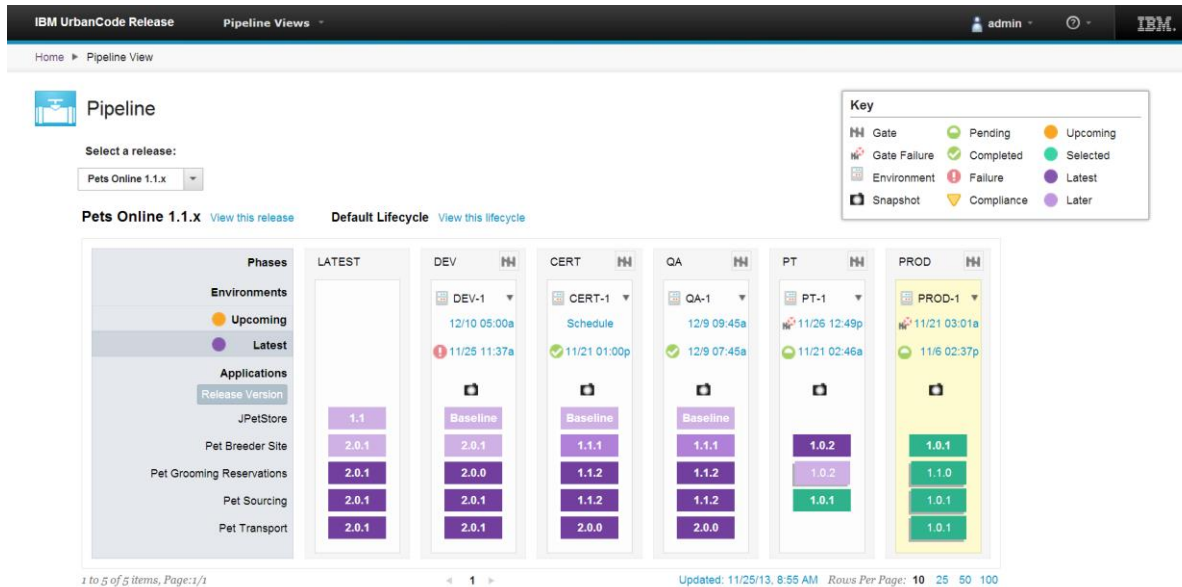 IBM UrbanCode Release Pipeline Views admin IBM.
Home Pipeline View
Pipeline
Select a release:
Pets Online 1.1.x
Pets Online 1.1.x View this release Default Lifecycle View this lifecycle
Key
Gate Pending Upcoming
Gate Failure Completed Selected
Environment Failure Latest
Snapshot Compliance Later
Phases LATEST DEV CERT QA PT PROD
Environments DEV-1 CERT-1 QA-1 PT-1 PROD-1
Upcoming 12/10 05:00a Schedule 12/9 09:45a 11/26 12:49p 11/21 03:01a
Latest 11/25 11:37a 11/21 01:00p 12/9 07:45a 11/21 02:46a 11/6 02:37p
Applications
Release Version
JPetStore 1.1 Baseline Baseline Baseline
Pet Breeder Site 2.0.1 2.0.1 1.1.1 1.1.1 1.0.2 1.0.1
Pet Grooming Reservations 2.0.1 2.0.0 1.1.2 1.1.2 1.0.2 1.1.0
Pet Sourcing 2.0.1 2.0.1 1.1.2 1.1.2 1.0.1 1.0.1
Pet Transport 2.0.1 2.0.1 2.0.0 2.0.0 1.0.1
1 to 5 of 5 items, Page:1/1 1 Updated: 11/25/13, 8:55 AM Rows Per Page: 10 25 50 100